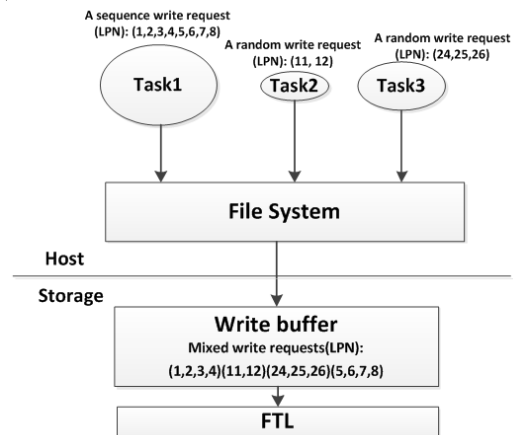 A sequence write request
(LPN): (1,2,3,4,5,6,7,8)
A random write request
(LPN): (11, 12)
A random write request
(LPN): (24,25,26)
Task1
Task2
Task3
File System
Host
Storage
Write buffer
Mixed write requests(LPN):
(1,2,3,4)(11,12)(24,25,26)(5,6,7,8)
FTL